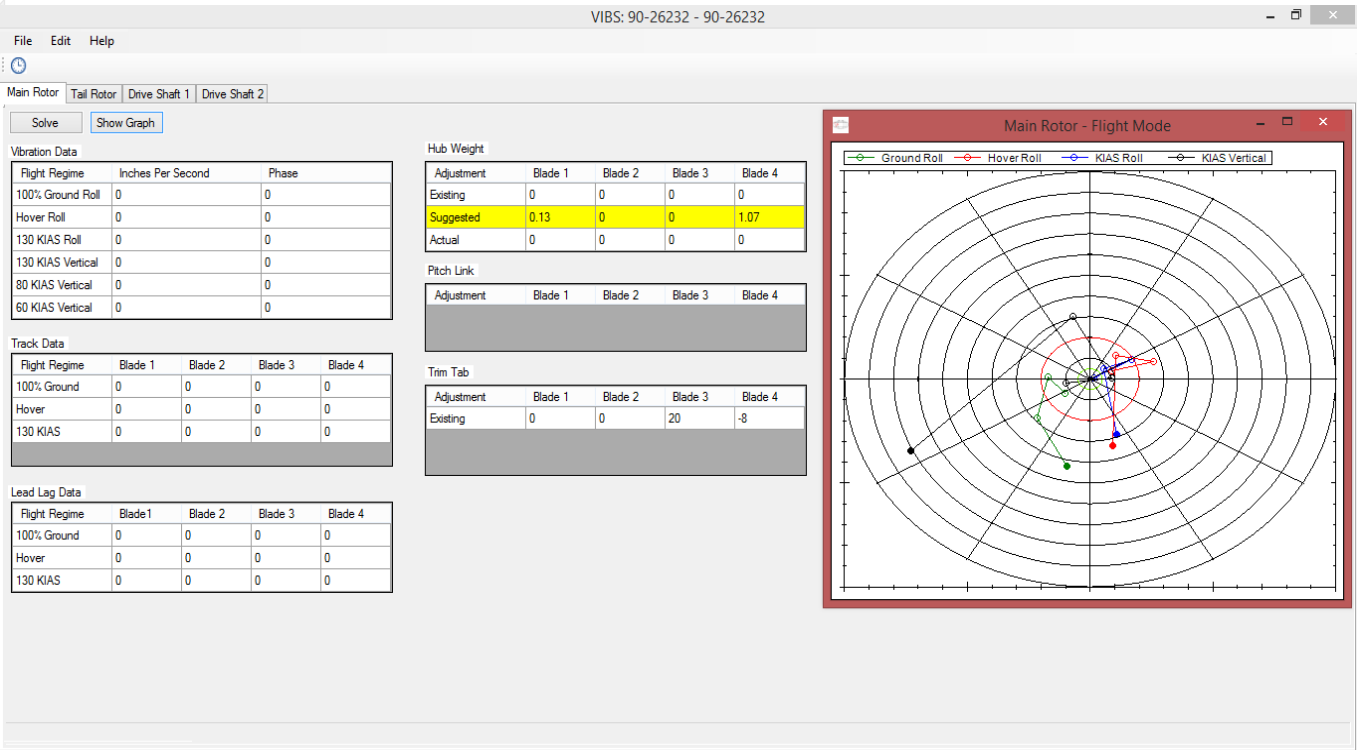 VIBS: 90-26232 - 90-26232
File Edit Help
Main Rotor Tail Rotor Drive Shaft 1 Drive Shaft 2
Solve Show Graph
Vibration Data
Flight Regime Inches Per Second Phase
100% Ground Roll 0 0
Hover Roll 0 0
130 KIAS Roll 0 0
130 KIAS Vertical 0 0
80 KIAS Vertical 0 0
60 KIAS Vertical 0 0
Track Data
Flight Regime Blade 1 Blade 2 Blade 3 Blade 4
100% Ground 0 0 0 0
Hover 0 0 0 0
130 KIAS 0 0 0 0
Lead Lag Data
Flight Regime Blade1 Blade 2 Blade 3 Blade 4
100% Ground 0 0 0 0
Hover 0 0 0 0
130 KIAS 0 0 0 0
Hub Weight
Adjustment Blade 1 Blade 2 Blade 3 Blade 4
Existing 0 0 0 0
Suggested 0.13 0 0 1.07
Actual 0 0 0 0
Pitch Link
Adjustment Blade 1 Blade 2 Blade 3 Blade 4
Trim Tab
Adjustment Blade 1 Blade 2 Blade 3 Blade 4
Existing 0 0 20 -8
Main Rotor - Flight Mode
Ground Roll Hover Roll KIAS Roll KIAS Vertical